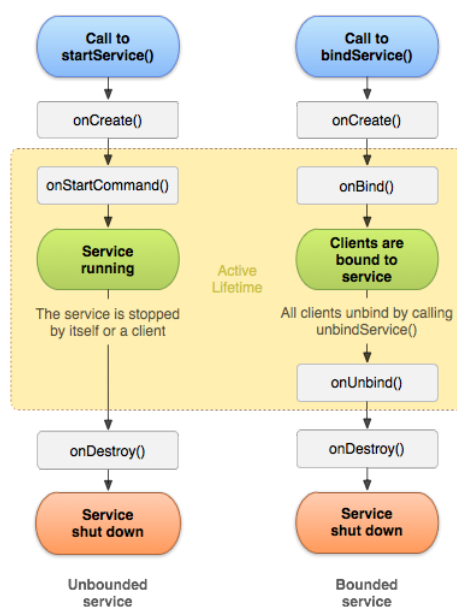 Call to
startService()
onCreate()
onStartCommand()
Service
running
The service is stopped
by itself or a client
onDestroy()
Service
shut down
Unbounded
service
Active
Lifetime
Call to
bindService()
onCreate()
onBind()
Clients are
bound to
service
All clients unbind by calling
unbindService()
onUnbind()
onDestroy()
Service
shut down
Bounded
service